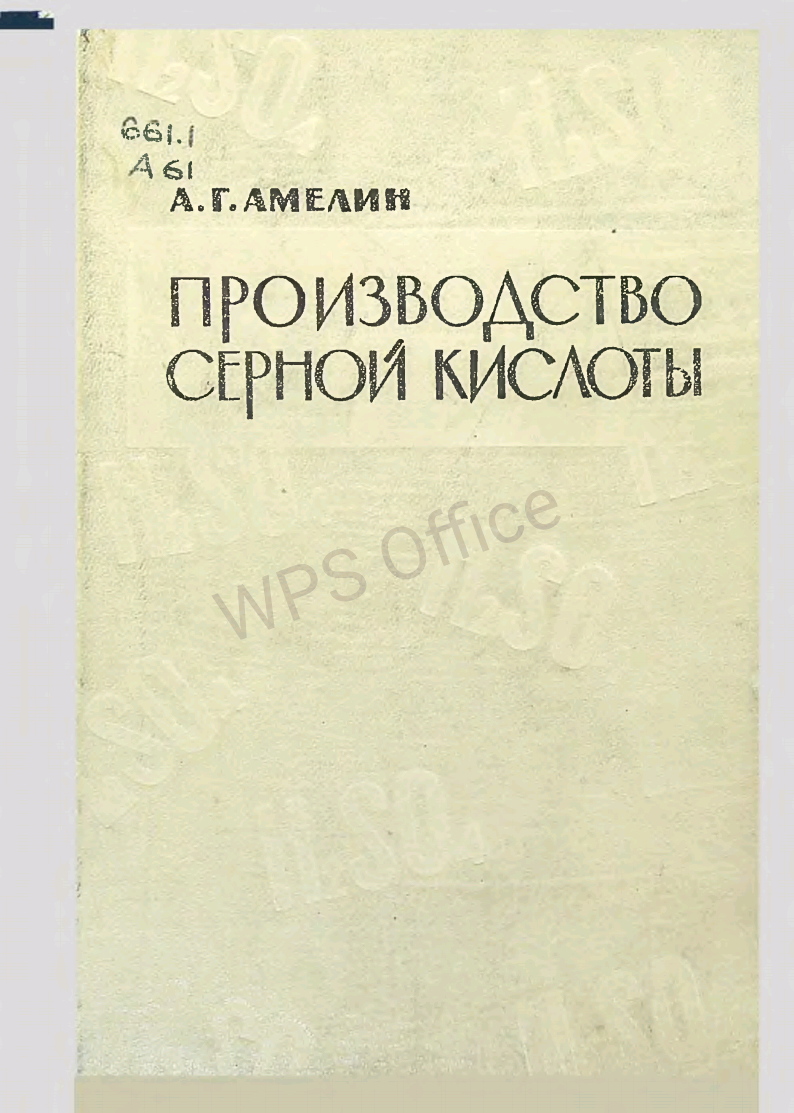 661.1
А 61
А. Г. АМЕЛИН
ПРОИЗВОДСТВО
СЕРНОЙ КИСЛОТЫ
WPS Office